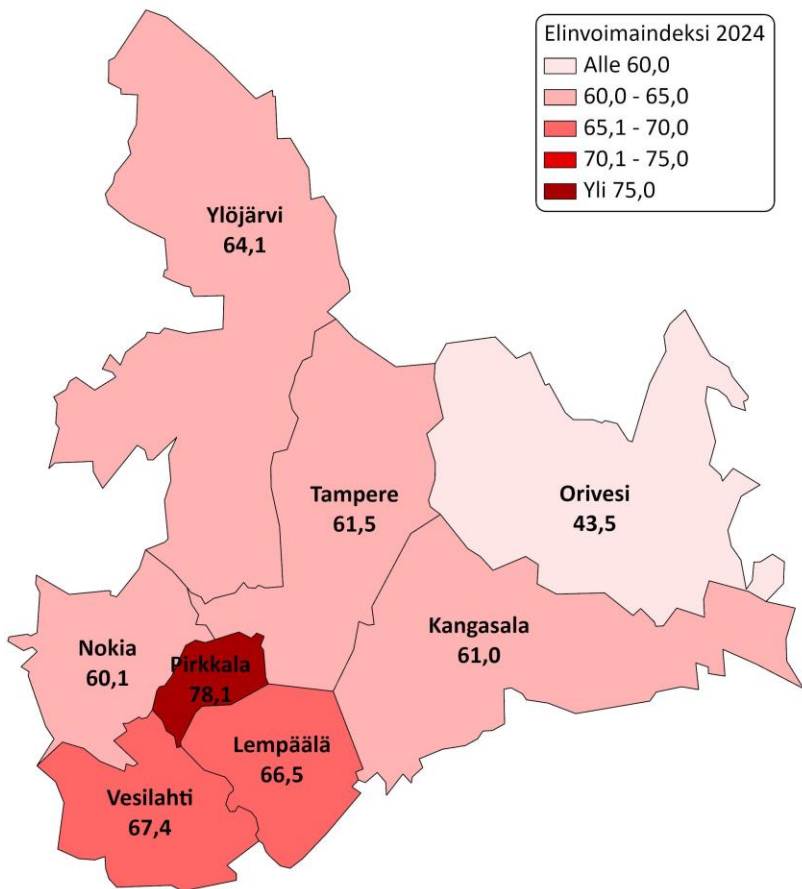 Elinvoimaindeksi 2024
Alle 60,0
60,0 - 65,0
65,1 - 70,0
70,1 - 75,0
Yli 75,0
Ylöjärvi
64,1
Tampere
61,5
Orivesi
43,5
Nokia
60,1
Pirkkala
78,1
Kangasala
61,0
Lempäälä
66,5
Vesilahti
67,4